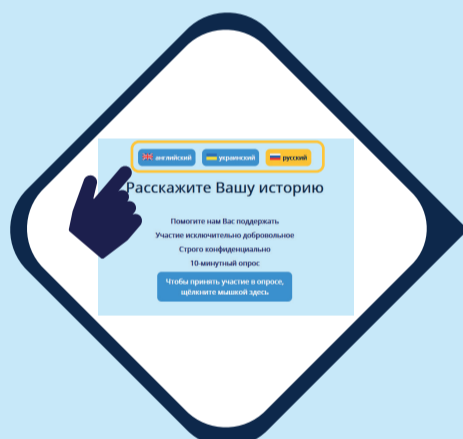 английский украинский русский
Расскажите Вашу историю
Помогите нам Вас поддержать
Участие исключительно добровольное
Строго конфиденциально
10-минутный опрос
Чтобы принять участие в опросе,
щёлкните мышкой здесь